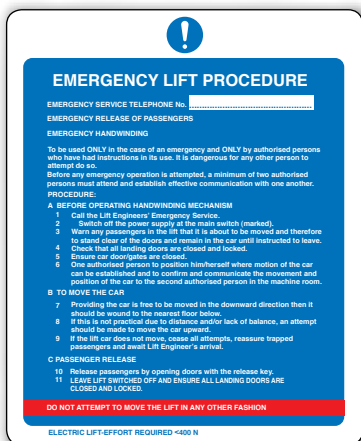 !
EMERGENCY LIFT PROCEDURE
EMERGENCY SERVICE TELEPHONE No. ..................................................
EMERGENCY RELEASE OF PASSENGERS
EMERGENCY HANDWINDING
To be used ONLY in the case of an emergency and ONLY by authorised persons
who have had instructions in its use. It is dangerous for any other person to
attempt do so.
Before any emergency operation is attempted, a minimum of two authorised
persons must attend and establish effective communication with one another.
PROCEDURE:
A BEFORE OPERATING HANDWINDING MECHANISM
1 Call the Lift Engineers' Emergency Service.
2 Switch off the power supply at the main switch (marked).
3 Warn any passengers in the lift that it is about to be moved and therefore
to stand clear of the doors and remain in the car until instructed to leave.
4 Check that all landing doors are closed and locked.
5 Ensure car door/gates are closed.
6 One authorised person to position him/herself where motion of the car
can be established and to confirm and communicate the movement and
position of the car to the second authorised person in the machine room.
B TO MOVE THE CAR
7 Providing the car is free to be moved in the downward direction then it
should be wound to the nearest floor below.
8 If this is not practical due to distance and/or lack of balance, an attempt
should be made to move the car upward.
9 If the lift car does not move, cease all attempts, reassure trapped
passengers and await Lift Engineer's arrival.
C PASSENGER RELEASE
10 Release passengers by opening doors with the release key.
11 LEAVE LIFT SWITCHED OFF AND ENSURE ALL LANDING DOORS ARE
CLOSED AND LOCKED.
DO NOT ATTEMPT TO MOVE THE LIFT IN ANY OTHER FASHION
ELECTRIC LIFT-EFFORT REQUIRED <400 N